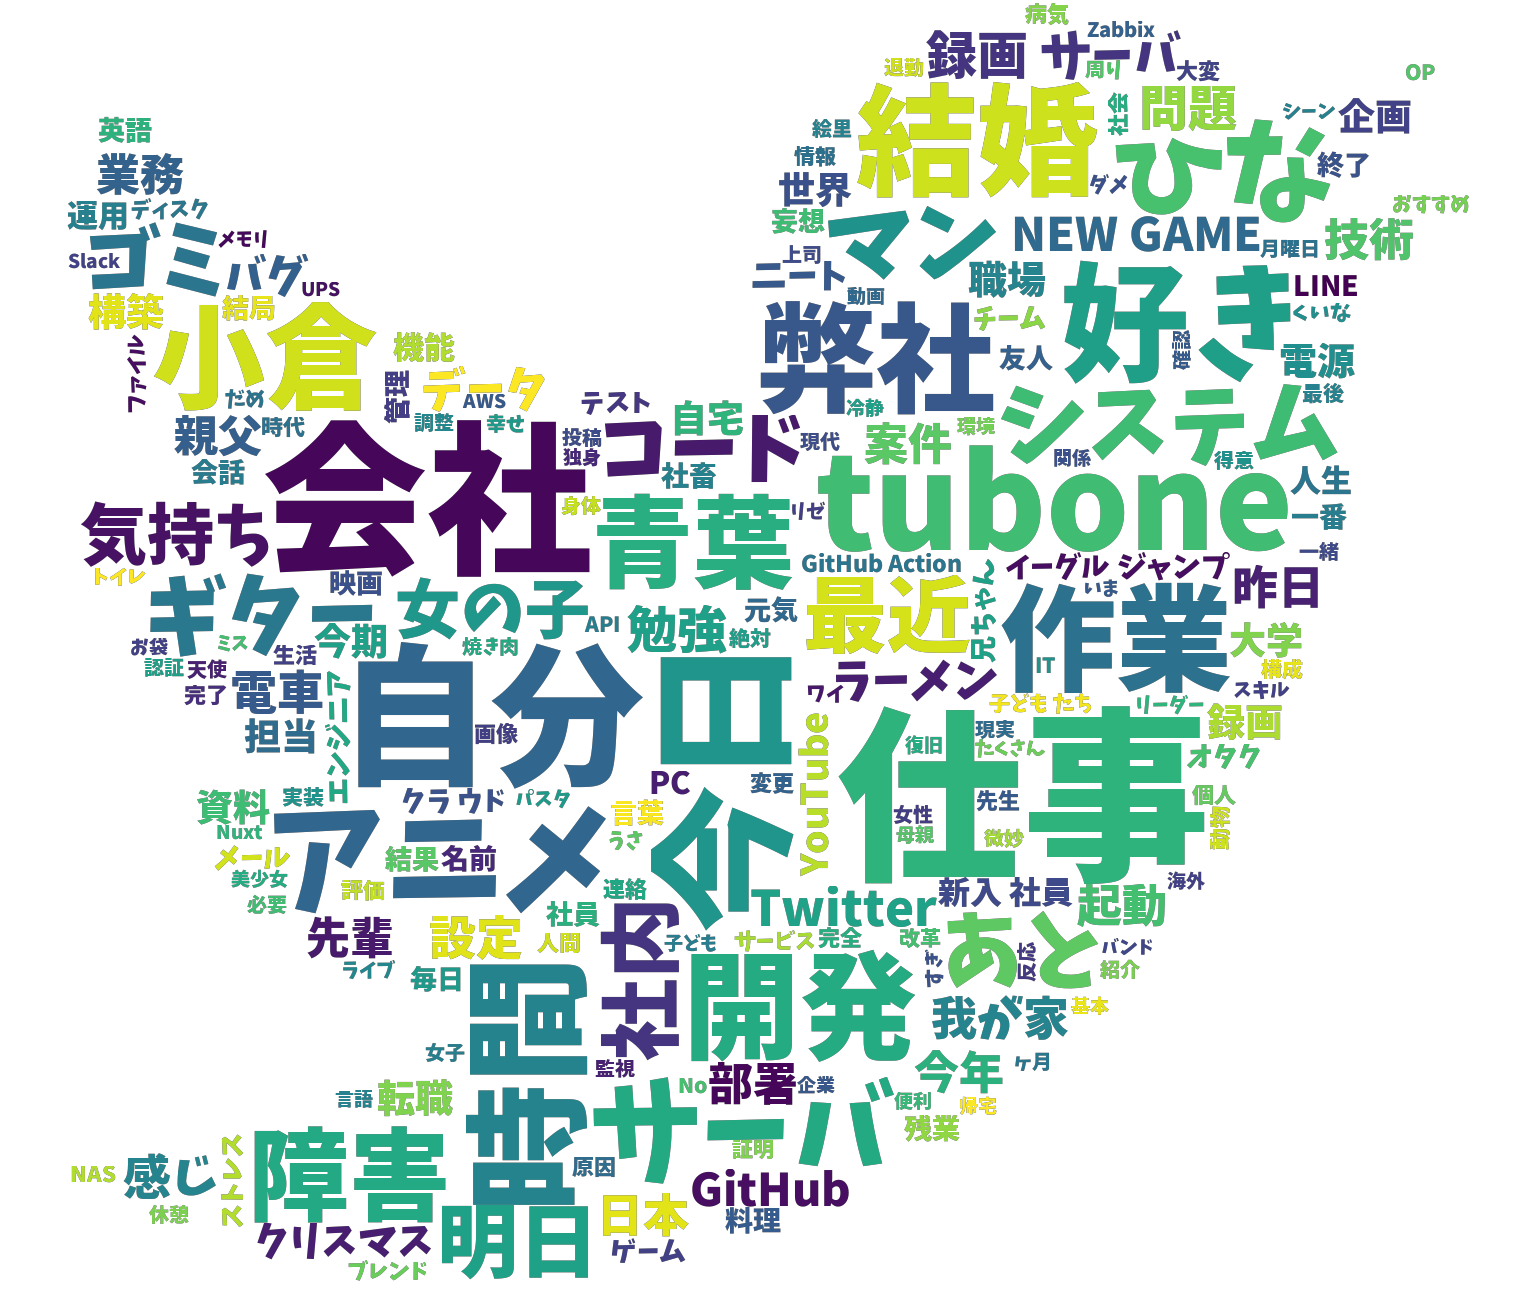 病気
Zabbix
録画 サーバ
退勤
周り
大変
OP
結婚
社会
問題
シーン
企画
英語
絵里
情報
ひな
終了
業務
世界
ダメ
おすすめ
運用
ディスク
妄想
マン
NEW GAME
月曜日
技術
ゴミ
メモリ
上司
Slack
バグ
UPS
ニート
動画
職場
好き
LINE
構築
結局
弊社
チーム
くいな
小倉
機能
友人
確認
電源
ファイル
管理
データ
AWS
だめ
調整
幸せ
テスト
自宅
冷静
システム
最後
親父
時代
投稿
独身
コード
現代
案件
環境
関係
得意
会話
会社
社畜
tubone
人生
気持ち
身体
青葉
リゼ
一番
一緒
トイレ
映画
GitHub Action
イーグル ジャンプ
昨日
ギター
女の子
API
勉強
元気
最近
兄ちゃん
いま
作業
お袋
ミス
今期
焼き肉
絶対
大学
認証
天使
生活
IT
構成
完了
電車
自分
今日
ワイ
ラーメン
スキル
担当
エンジニア
画像
YouTube
子ども たち
リーダー
録画
復旧
現実
たくさん
オタク
PC
変更
仕事
資料
実装
クラウド
パスタ
言葉
先生
個人
Nuxt
アニメ
うさ
女性
母親
微妙
動物
メール
結果
名前
美少女
評価
必要
連絡
Twitter
新入 社員
海外
起動
先輩
設定
社員
人間
社内
子ども
サービス
完全
改革
あと
すぎ
反応
バンド
紹介
ライブ
毎日
時間
開発
我が家
基本
女子
監視
今年
ケ月
言語
転職
No
部署
企業
便利
帰宅
サーバ
残業
障害
証明
NAS
感じ
ストレス
原因
GitHub
休憩
クリスマス
明日
日本
料理
ブレンド
ゲーム